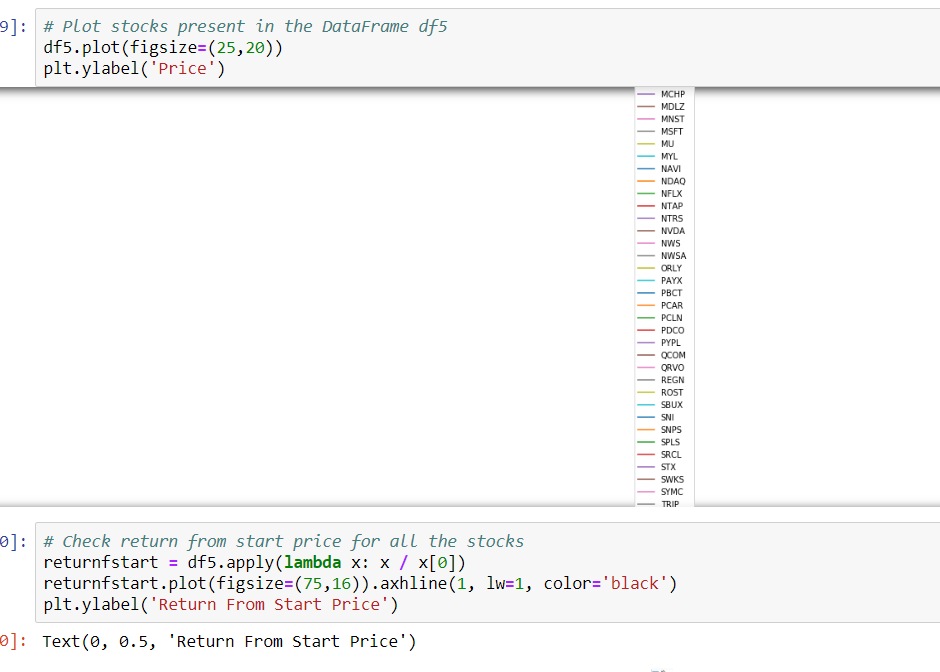 9]: # Plot stocks present in the DataFrame df5
df5.plot(figsize=(25,20))
plt.ylabel('Price')
MCHP
MDLZ
MNST
MSFT
MU
MYL
NAVI
NDAQ
NFLX
NTAP
NTRS
NVDA
NWS
NWSA
ORLY
PAYX
PBCT
PCAR
PCLN
PDCO
PYPL
QCOM
QRVO
REGN
ROST
SBUX
SNI
SNPS
SPLS
SRCL
STX
SWKS
SYMC
TRIP
0]: # Check return from start price for all the stocks
returnfstart = df5.apply(lambda x: x / x[0])
returnfstart.plot(figsize=(75,16)).axhline(1, lw=1, color='black')
plt.ylabel('Return From Start Price')
0]: Text(0, 0.5, 'Return From Start Price')